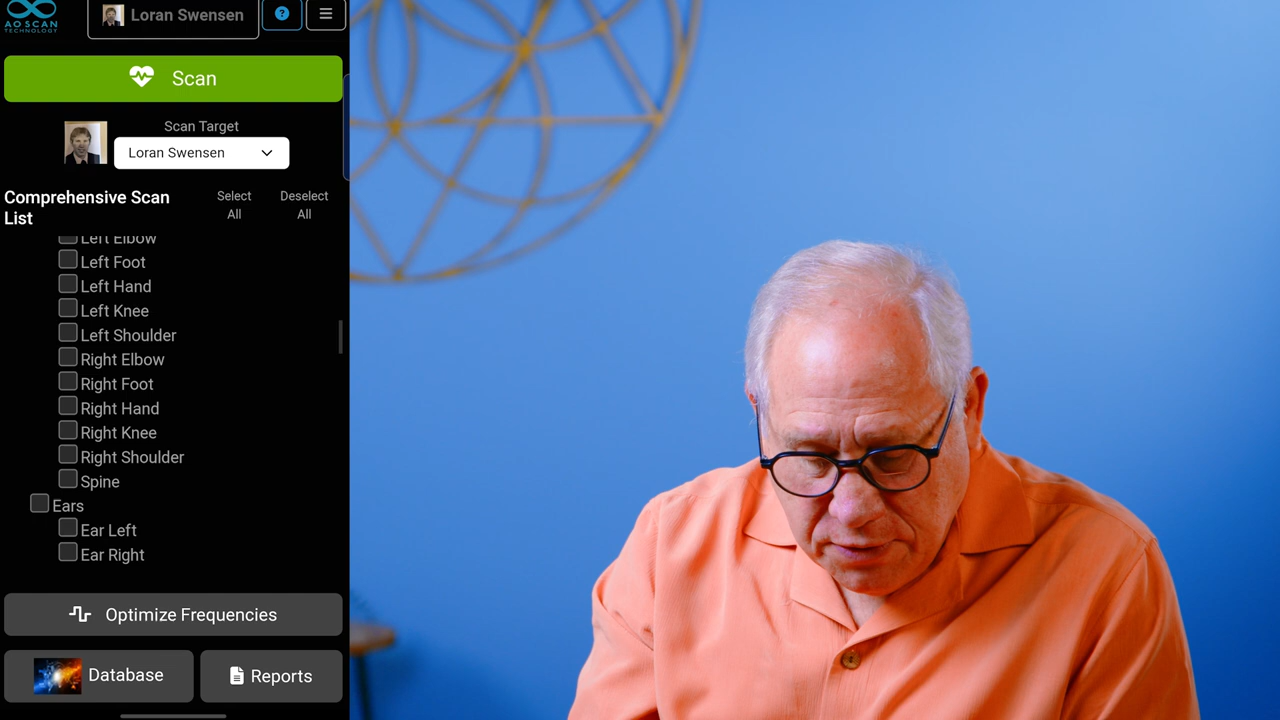 AO SCAN
TECHNOLOGY
Loran Swensen
?
Scan
Scan Target
Loran Swensen
Comprehensive Scan
List
Select
All
Deselect
All
Left Elbow
Left Foot
Left Hand
Left Knee
Left Shoulder
Right Elbow
Right Foot
Right Hand
Right Knee
Right Shoulder
Spine
Ears
Ear Left
Ear Right
Optimize Frequencies
Database
Reports